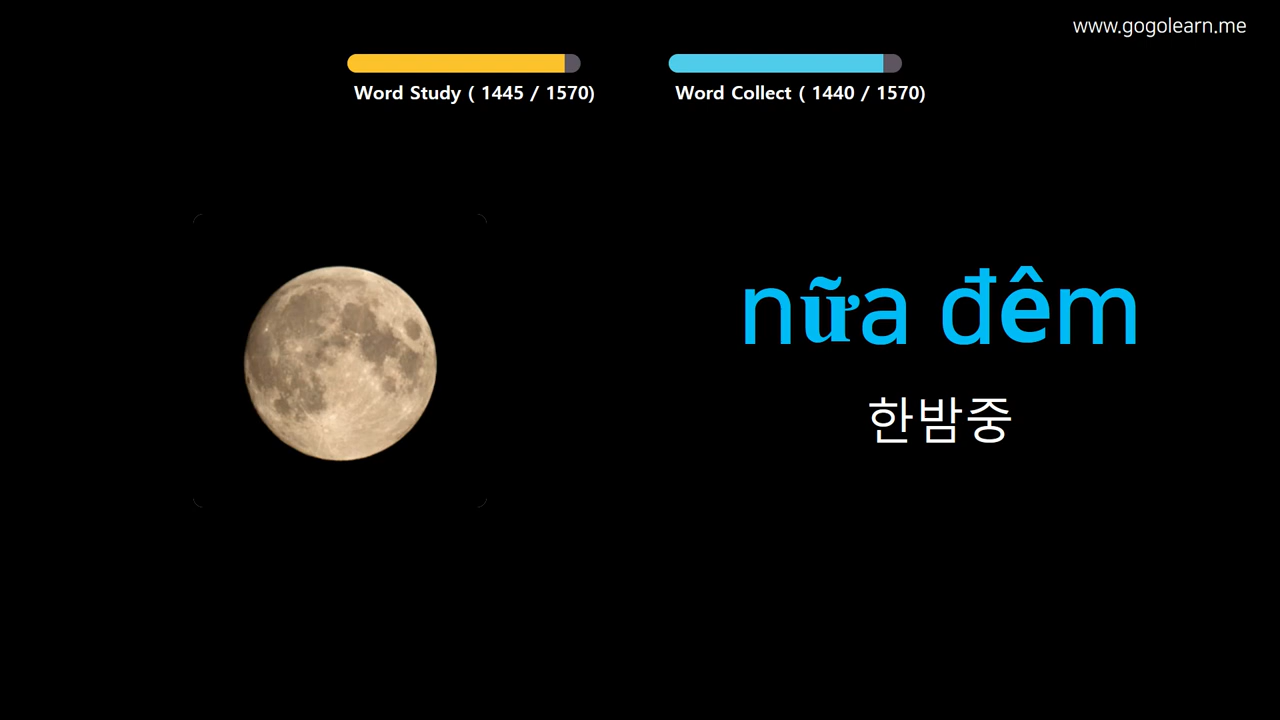 www.gogolearn.me
Word Study ( 1445 / 1570)
Word Collect ( 1440 / 1570)
nữa đêm
한밤중